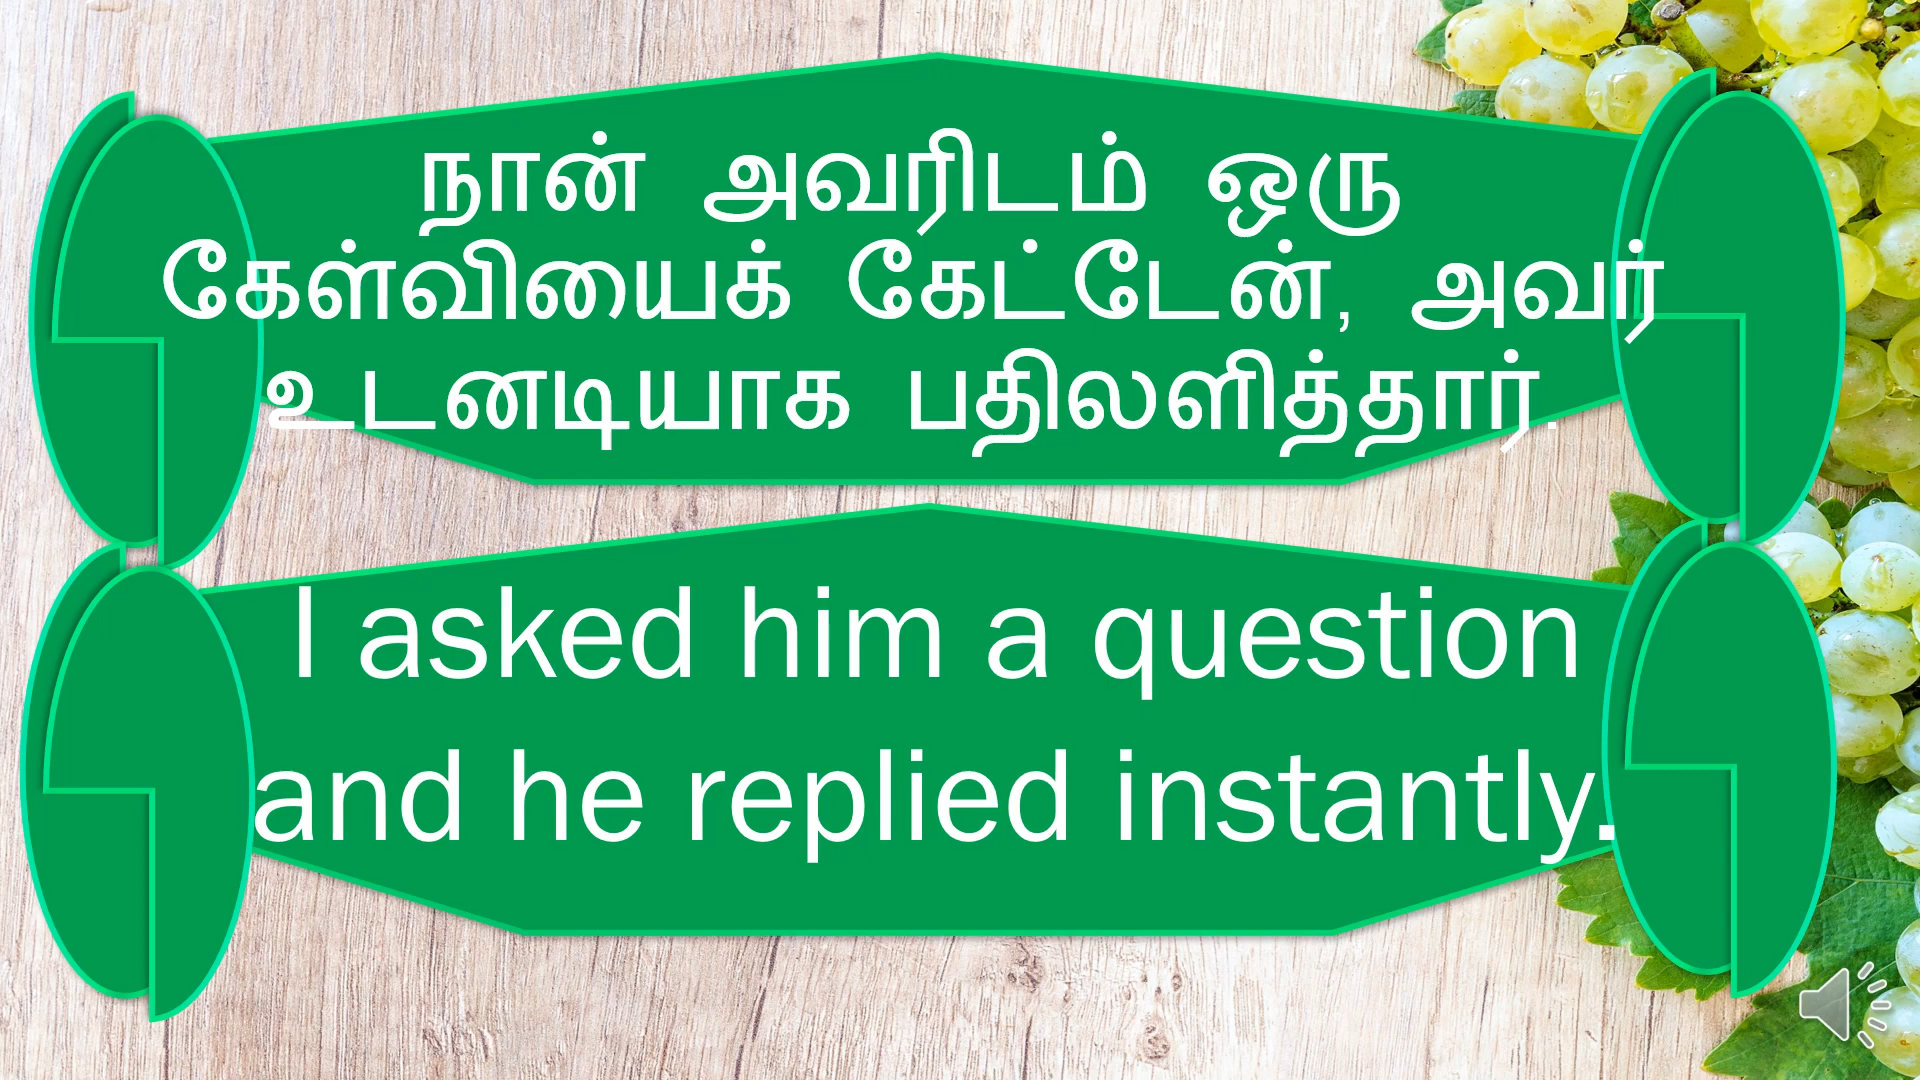 நான் அவரிடம் ஒரு
கேள்வியைக் கேட்டேன், அவர்
உடனடியாக பதிலளித்தார்.
I asked him a question
and he replied instantly.